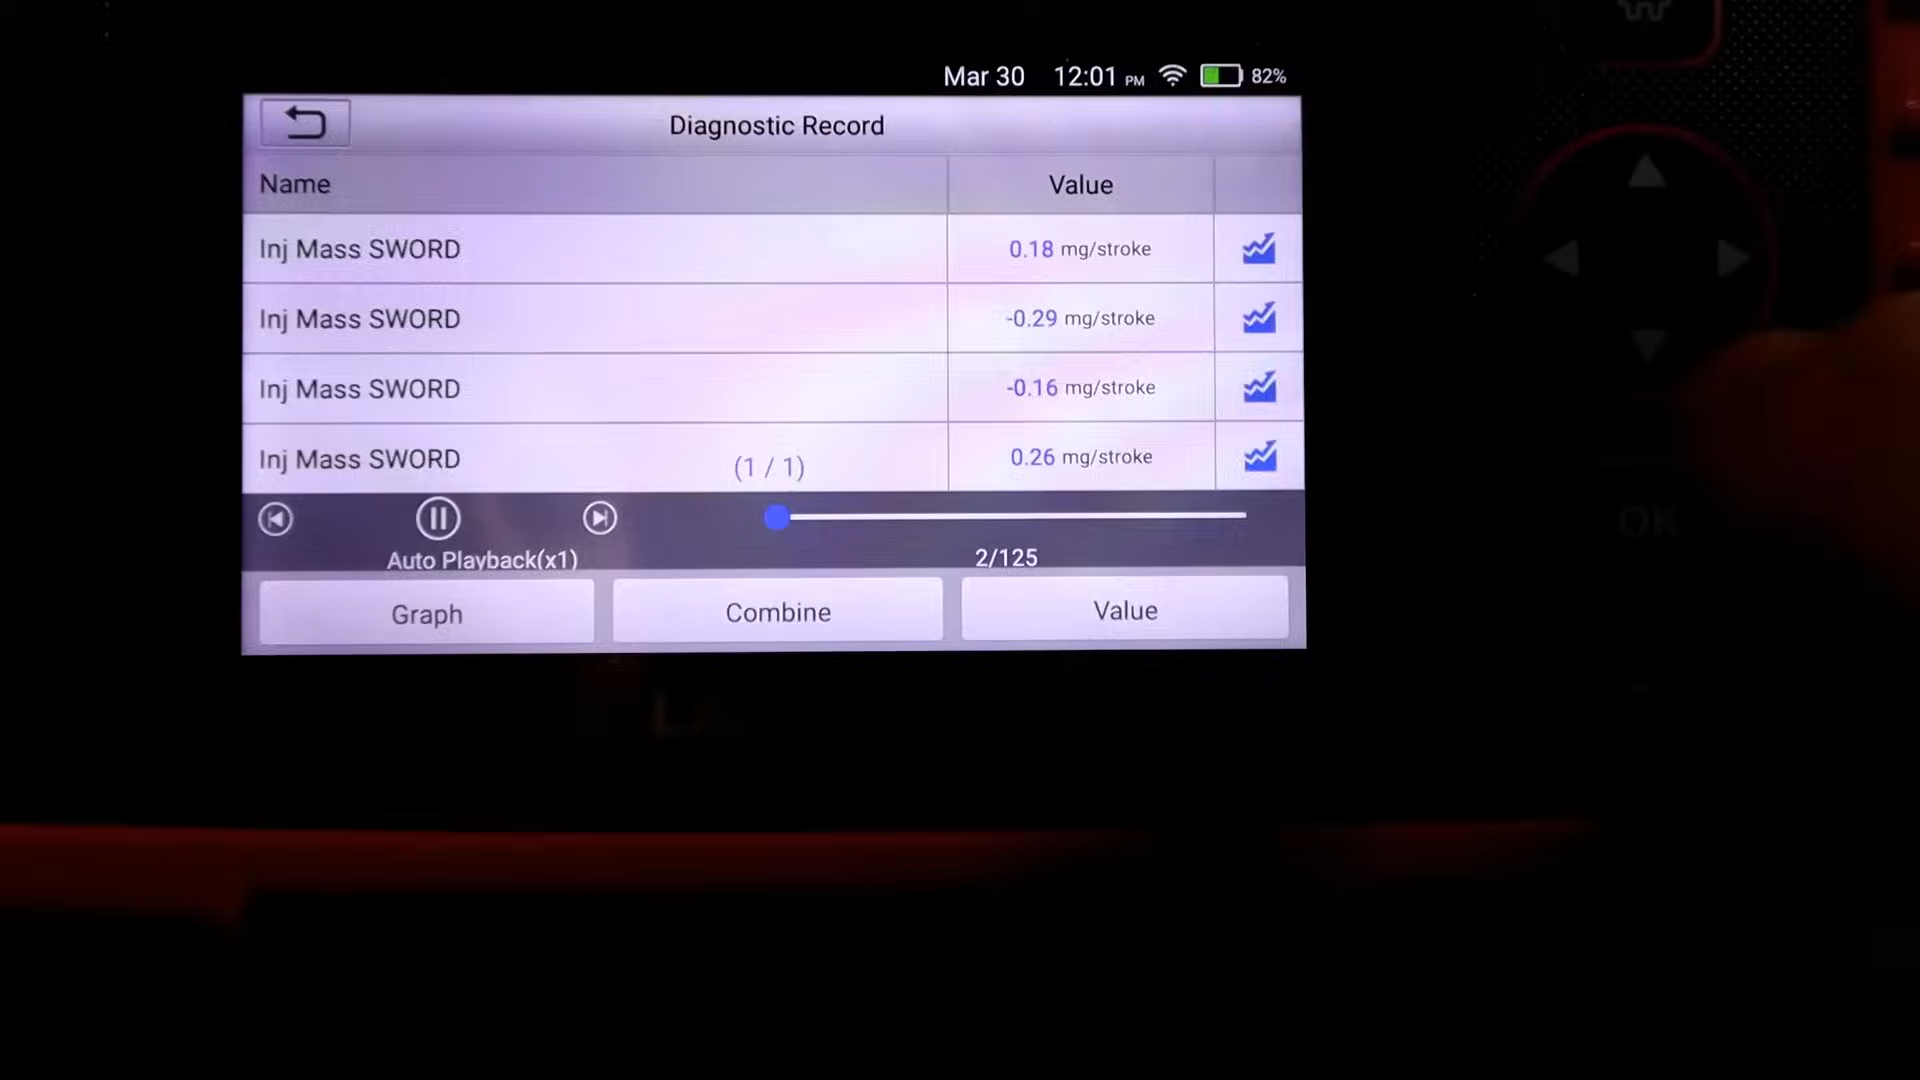 Mar 30 12:01 PM 82%
Diagnostic Record
Name Value
Inj Mass SWORD 0.18 mg/stroke
Inj Mass SWORD -0.29 mg/stroke
Inj Mass SWORD -0.16 mg/stroke
Inj Mass SWORD (1 / 1) 0.26 mg/stroke
Auto Playback(x1) 2/125
Graph Combine Value
OK